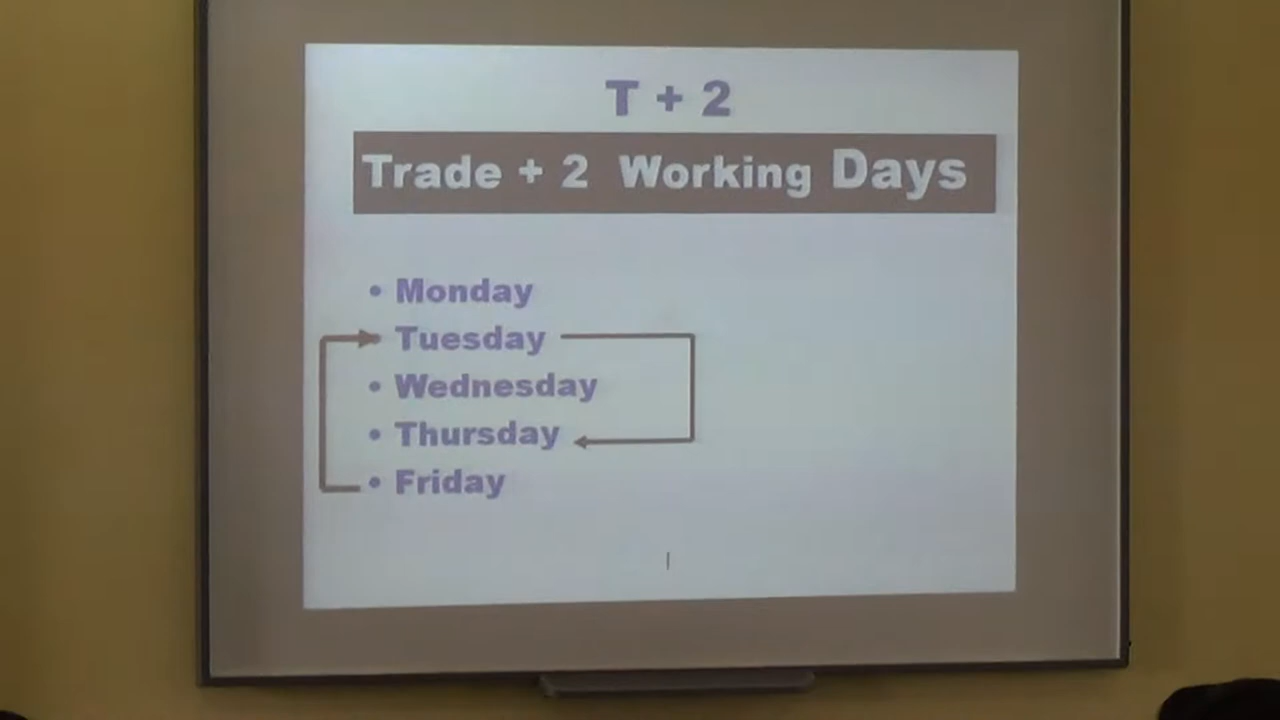 T + 2
Trade + 2 Working Days
• Monday
• Tuesday
• Wednesday
• Thursday
• Friday